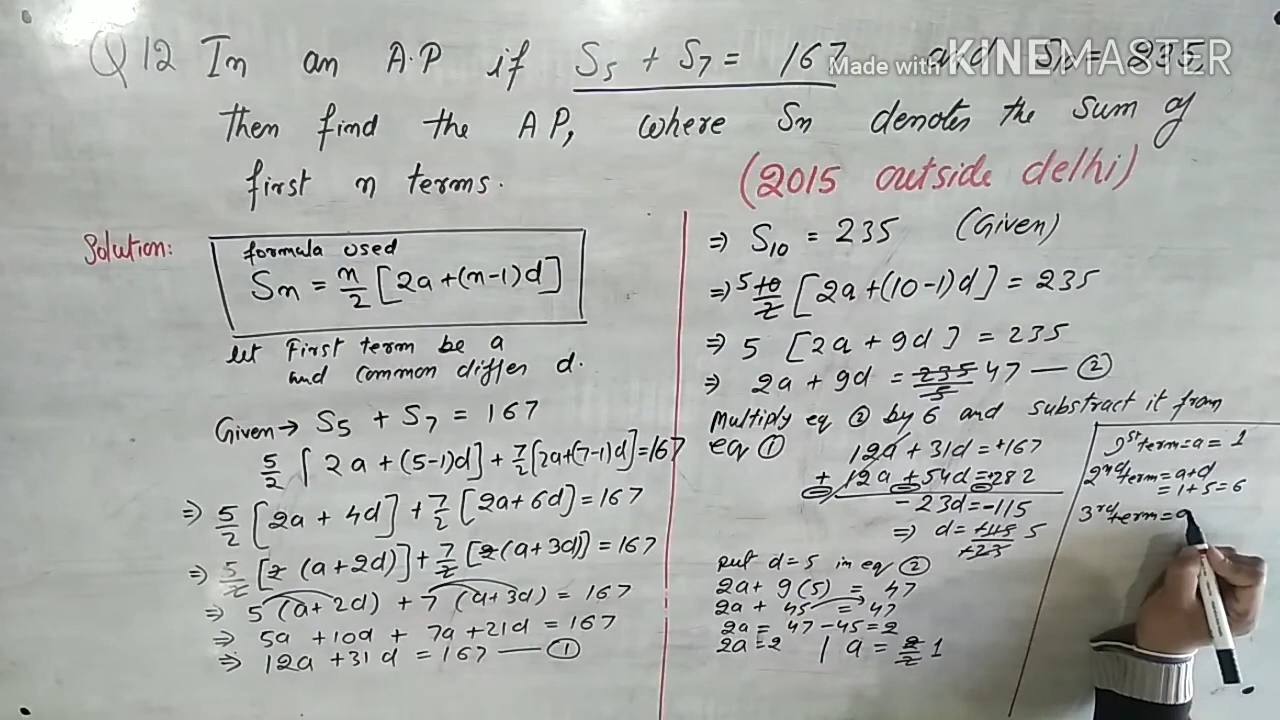 Q12 In an A.P if S₅ + S₇ = 167 and S₁₀ = 235,
Made with KINEMASTER
then find the AP, where Sn denotes the sum of
first n terms.
(2015 outside delhi)
Solution:
formula used
Sn = n/2 [2a+(n-1)d]
let First term be a
and common differ d.
Given → S₅ + S₇ = 167
5/2 [2a + (5-1)d] + 7/2 [2a+(7-1)d] = 167
⇒ 5/2 [2a + 4d] + 7/2 [2a + 6d] = 167
⇒ 5/2 [2 (a+2d)] + 7/2 [2(a+3d)] = 167
⇒ 5 (a+2d) + 7 (a+3d) = 167
⇒ 5a + 10d + 7a + 21d = 167
⇒ 12a + 31d = 167 — ①
⇒ S₁₀ = 235 (Given)
⇒ 5 10/2 [2a+(10-1)d] = 235
⇒ 5 [2a + 9d] = 235
⇒ 2a + 9d = 235/5 47 — ②
Multiply eq ② by 6 and substract it from
eq ①
12a + 31d = +167
+ 12a + 54d = 282
- 23d = -115
⇒ d = +115/+23 5
put d=5 in eq ②
2a + 9(5) = 47
2a + 45 = 47
2a = 47 - 45 = 2
2a = 2 | a = 2/2 1
1st term = a = 1
2nd term = a+d
= 1+5 = 6
3rd term = a